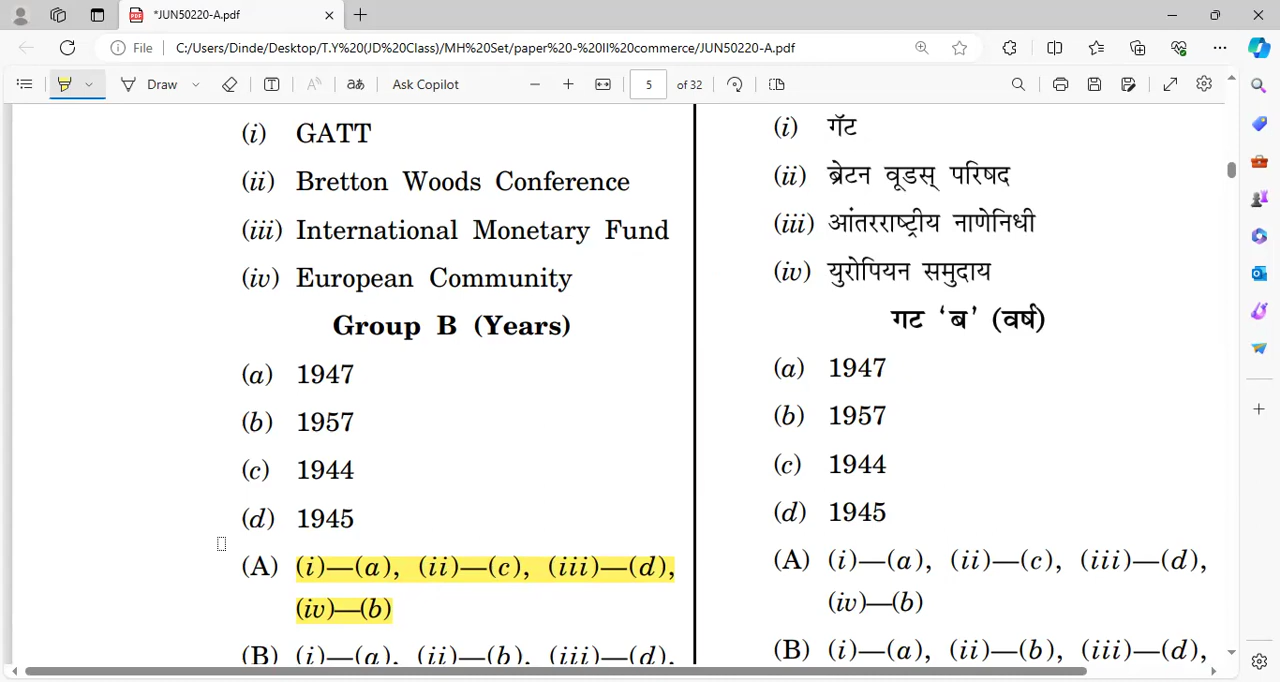 *JUN50220-A.pdf
File
C:/Users/Dinde/Desktop/T.Y%20(JD%20Class)/MH%20Set/paper%20-%20II%20commerce/JUN50220-A.pdf
Draw
Ask Copilot
5 of 32
(i) GATT
(ii) Bretton Woods Conference
(iii) International Monetary Fund
(iv) European Community
Group B (Years)
(a) 1947
(b) 1957
(c) 1944
(d) 1945
(A) (i)—(a), (ii)—(c), (iii)—(d),
(iv)—(b)
(B) (i)—(a), (ii)—(b), (iii)—(d),
(i) गॅट
(ii) ब्रेटन वूडस् परिषद
(iii) आंतरराष्ट्रीय नाणेनिधी
(iv) युरोपियन समुदाय
गट ‘ब’ (वर्ष)
(a) 1947
(b) 1957
(c) 1944
(d) 1945
(A) (i)—(a), (ii)—(c), (iii)—(d),
(iv)—(b)
(B) (i)—(a), (ii)—(b), (iii)—(d),